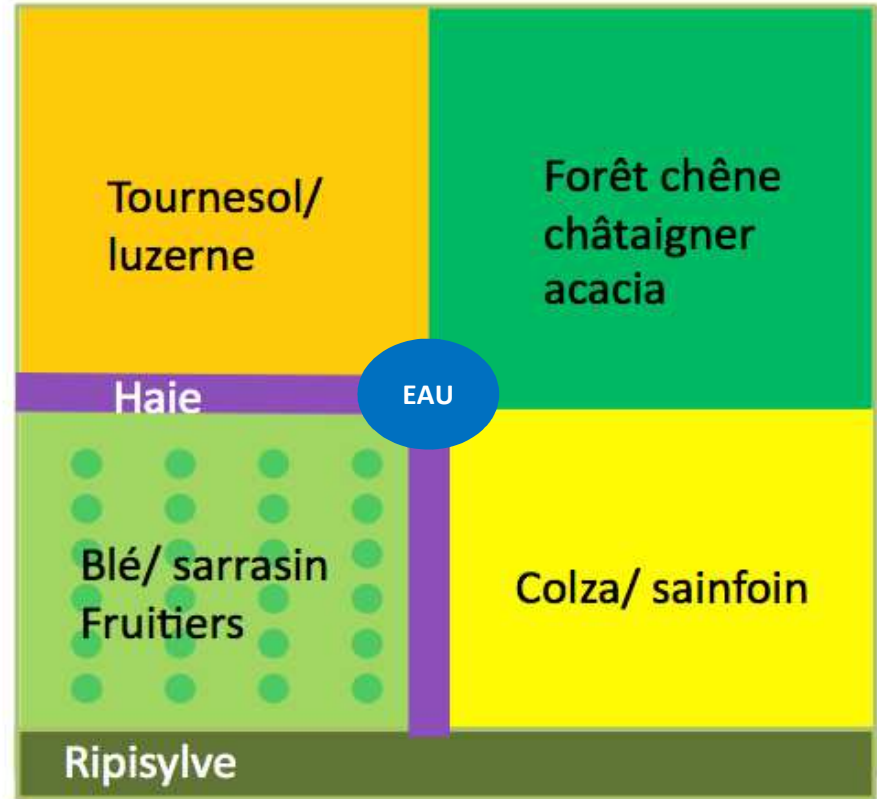 Tournesol/
luzerne
Forêt chêne
châtaigner
acacia
Haie
EAU
Blé/ sarrasin
Fruitiers
Colza/ sainfoin
Ripisylve